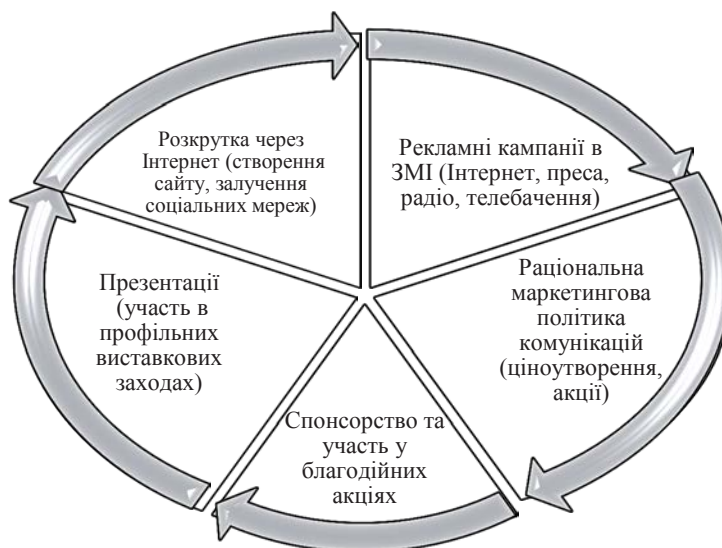 Розкрутка через
Інтернет (створення
сайту, залучення
соціальних мереж)
Рекламні кампанії в
ЗМІ (Інтернет, преса,
радіо, телебачення)
Раціональна
маркетингова
політика
комунікацій
(ціноутворення,
акції)
Спонсорство та
участь у
благодійних
акціях
Презентації
(участь в
профільних
виставкових
заходах)